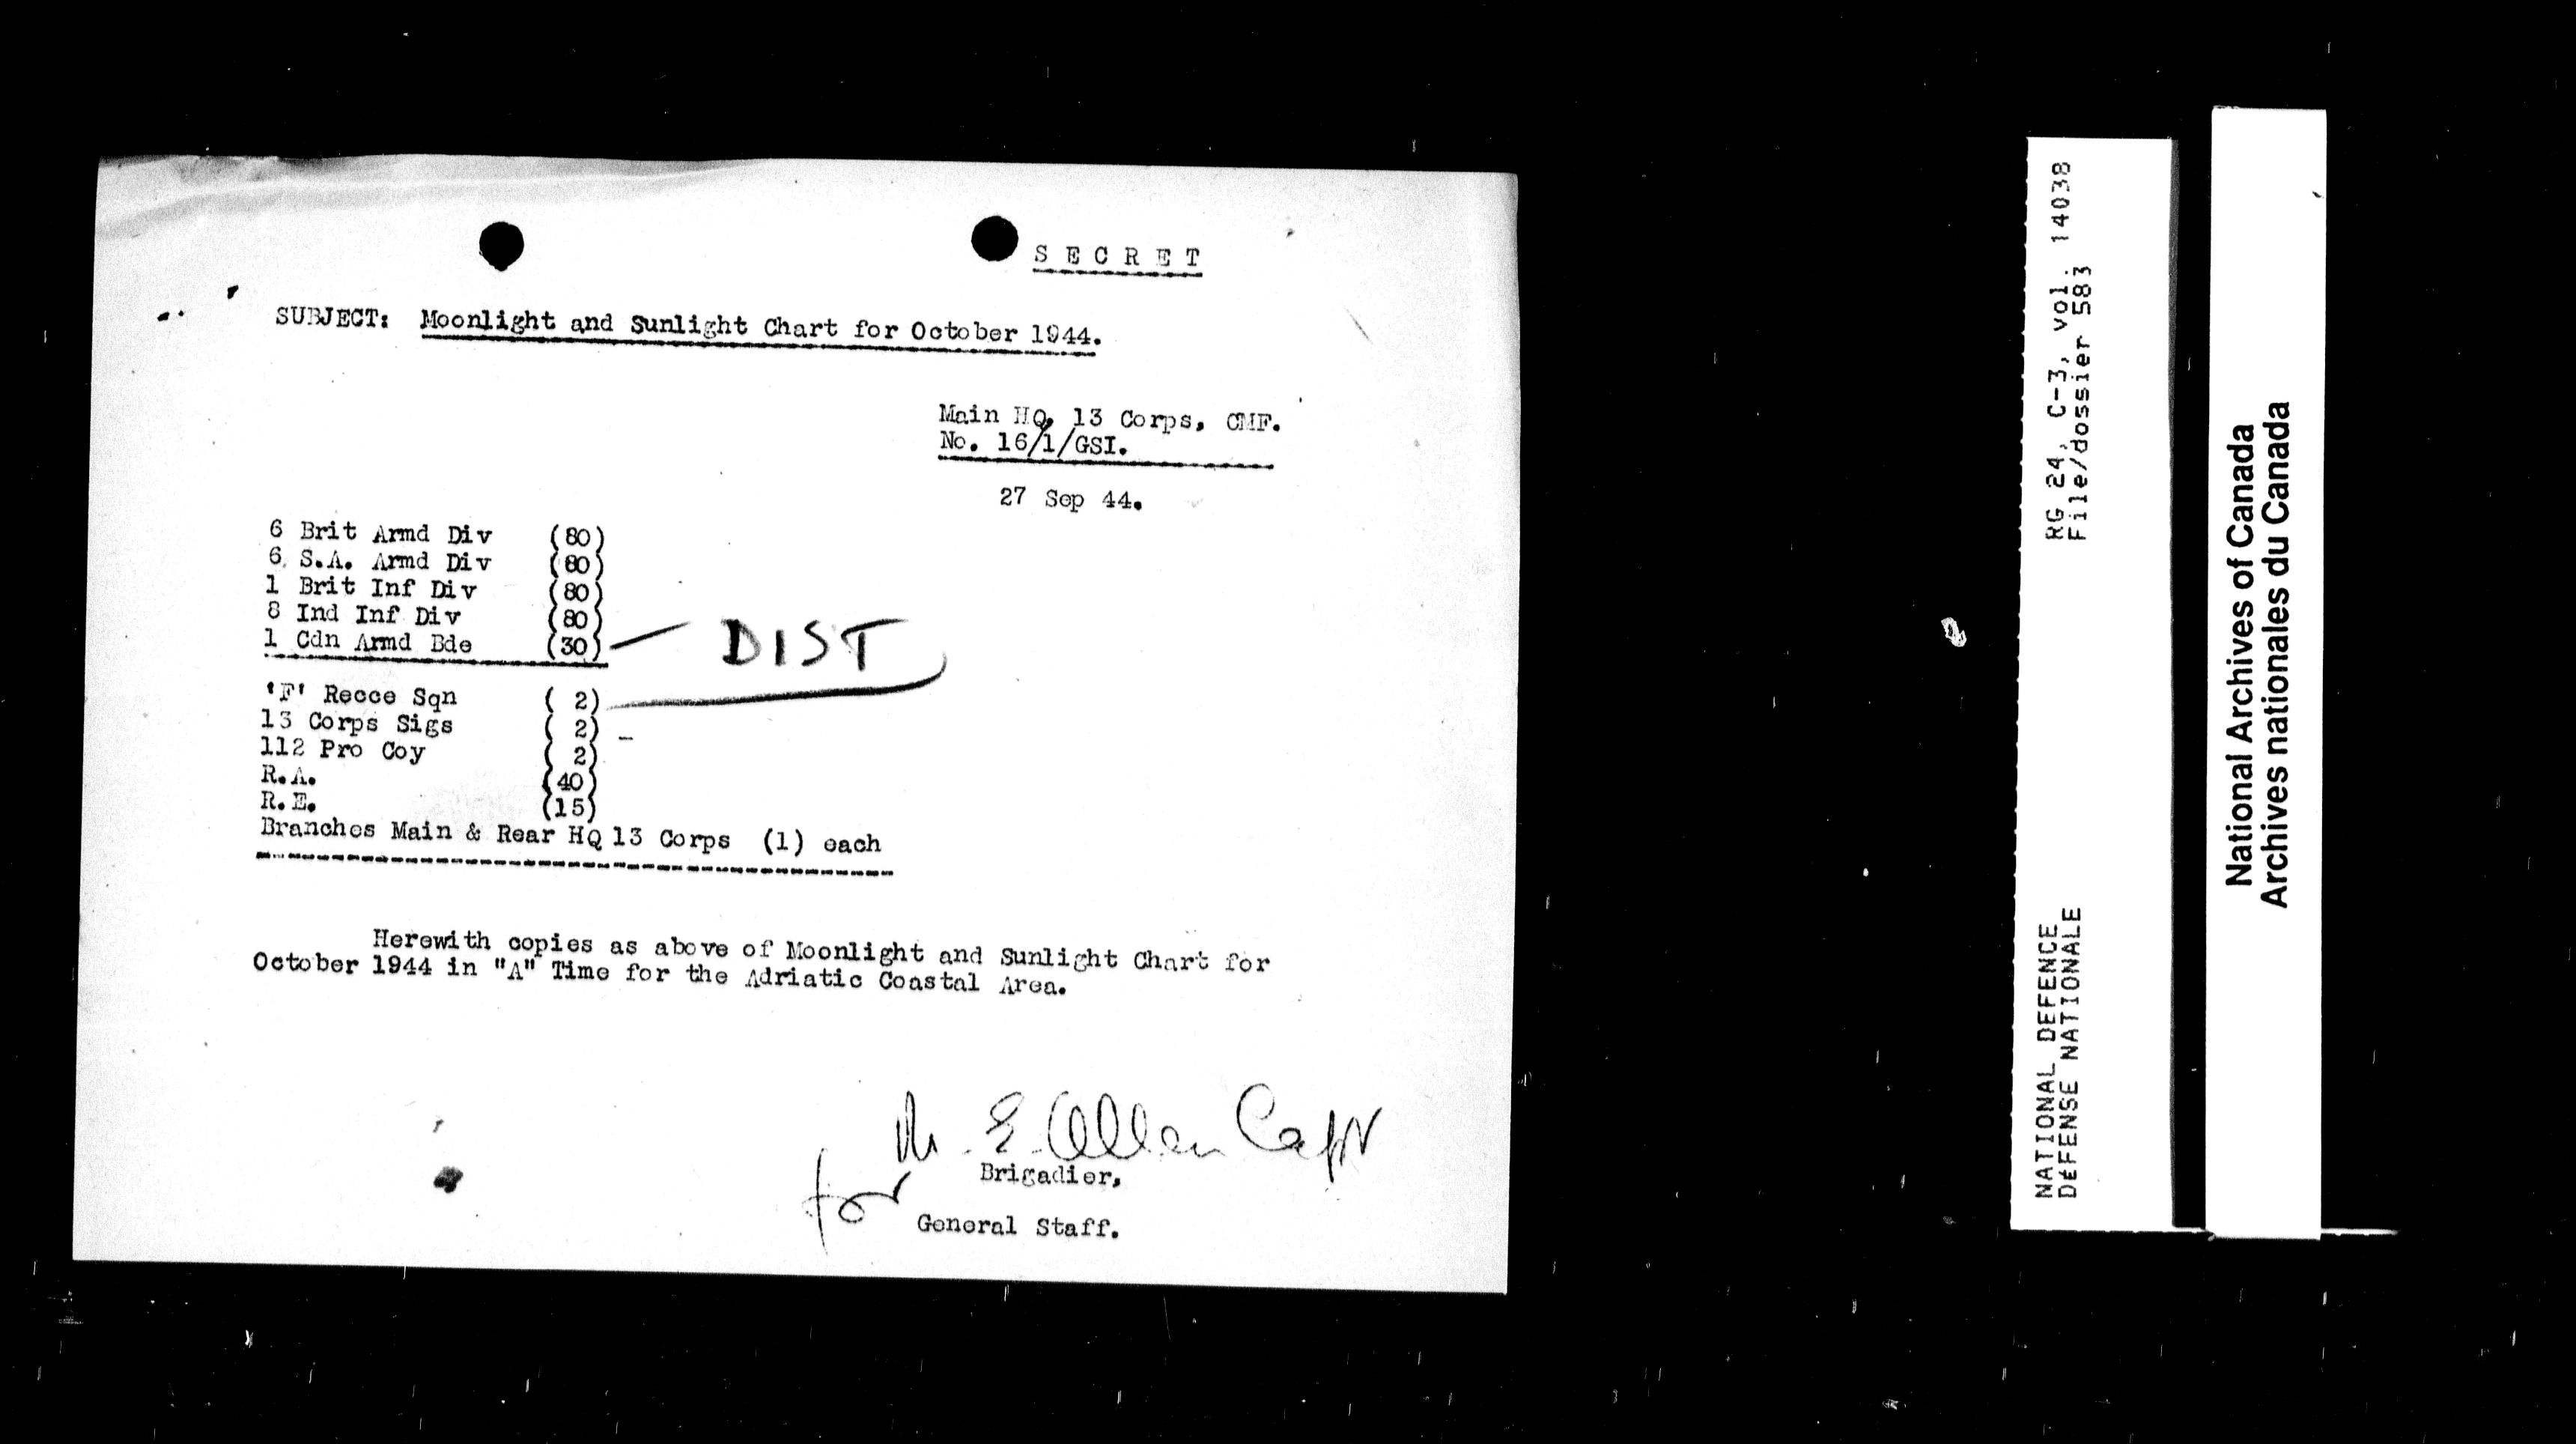 S E C R E T
SUBJECT: Moonlight and Sunlight Chart for October 1944.
Main HQ, 13 Corps, CMF.
No. 16/1/GSI.
27 Sep 44.
6 Brit Armd Div (80)
6 S.A. Armd Div (80)
1 Brit Inf Div (80)
8 Ind Inf Div (80)
1 Cdn Armd Bde (30)
DIST
'F' Recce Sqn ( 2)
13 Corps Sigs ( 2)
112 Pro Coy ( 2)
R.A. (40)
R.E. (15)
Branches Main & Rear HQ 13 Corps (1) each
Herewith copies as above of Moonlight and Sunlight Chart for
October 1944 in "A" Time for the Adriatic Coastal Area.
M. E. Allen Capt
for Brigadier,
General Staff.
RG 24, C-3, vol. 14038
File/dossier 583
NATIONAL DEFENCE
DéFENSE NATIONALE
National Archives of Canada
Archives nationales du Canada